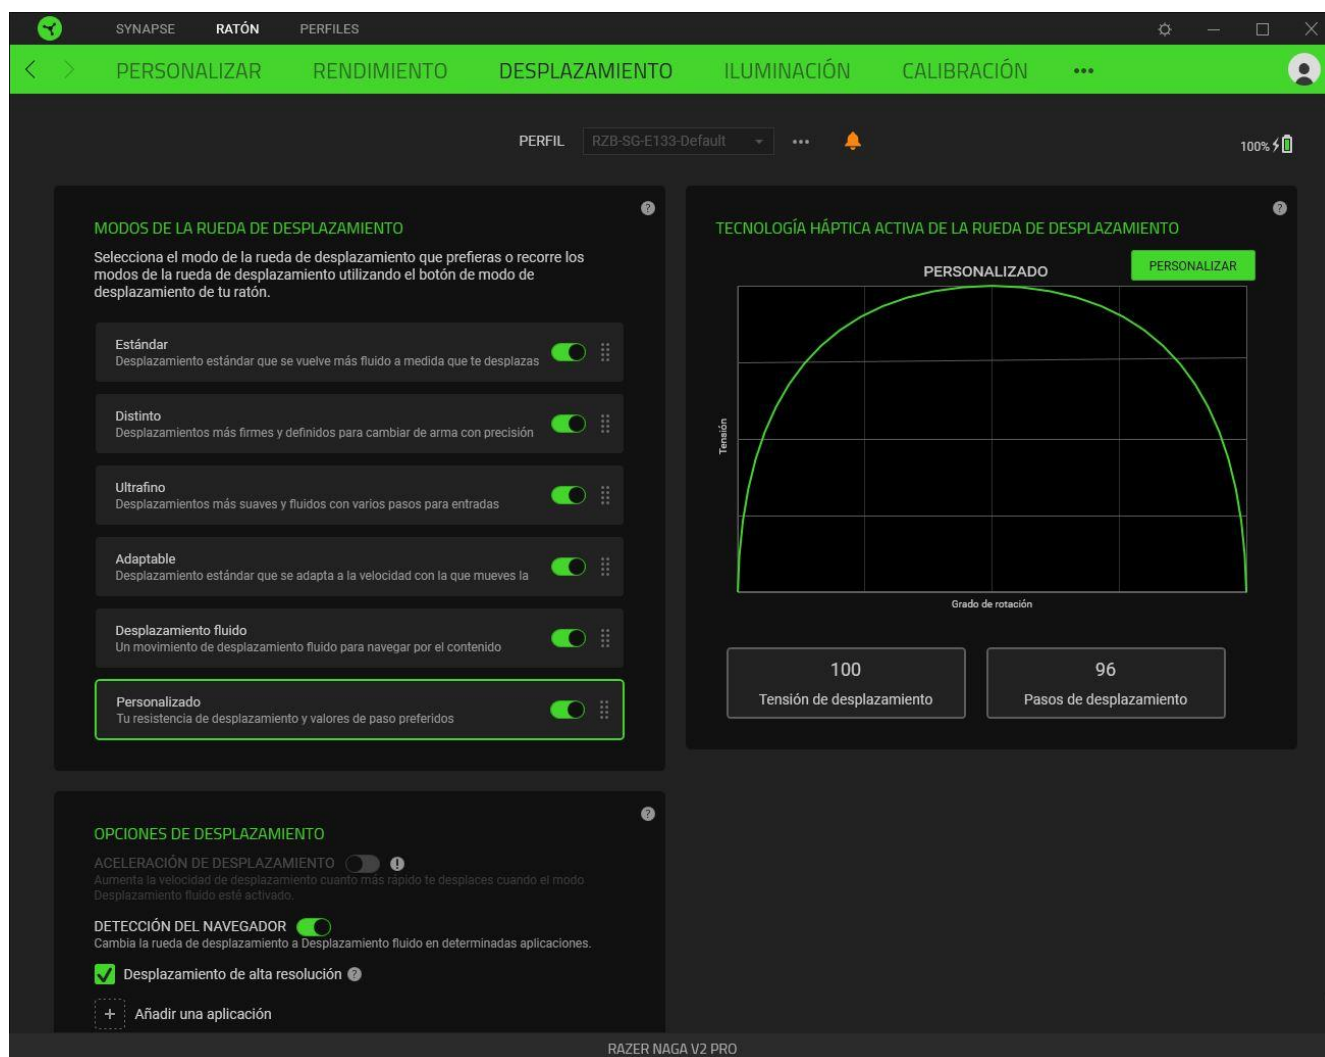 SYNAPSE RATÓN PERFILES
PERSONALIZAR RENDIMIENTO DESPLAZAMIENTO ILUMINACIÓN CALIBRACIÓN
PERFIL RZB-SG-E133-Default
100%
MODOS DE LA RUEDA DE DESPLAZAMIENTO
Selecciona el modo de la rueda de desplazamiento que prefieras o recorre los
modos de la rueda de desplazamiento utilizando el botón de modo de
desplazamiento de tu ratón.
Estándar
Desplazamiento estándar que se vuelve más fluido a medida que te desplazas
Distinto
Desplazamientos más firmes y definidos para cambiar de arma con precisión
Ultrafino
Desplazamientos más suaves y fluidos con varios pasos para entradas
Adaptable
Desplazamiento estándar que se adapta a la velocidad con la que mueves la
Desplazamiento fluido
Un movimiento de desplazamiento fluido para navegar por el contenido
Personalizado
Tu resistencia de desplazamiento y valores de paso preferidos
TECNOLOGÍA HÁPTICA ACTIVA DE LA RUEDA DE DESPLAZAMIENTO
PERSONALIZADO
PERSONALIZAR
Tensión
Grado de rotación
100
Tensión de desplazamiento
96
Pasos de desplazamiento
OPCIONES DE DESPLAZAMIENTO
ACELERACIÓN DE DESPLAZAMIENTO
Aumenta la velocidad de desplazamiento cuanto más rápido te desplaces cuando el modo
Desplazamiento fluido esté activado.
DETECCIÓN DEL NAVEGADOR
Cambia la rueda de desplazamiento a Desplazamiento fluido en determinadas aplicaciones.
Desplazamiento de alta resolución
Añadir una aplicación
RAZER NAGA V2 PRO